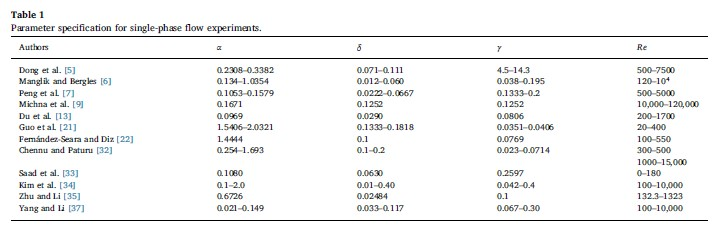 Table 1
Parameter specification for single-phase flow experiments.
Authors α δ γ Re
Dong et al. [5] 0.2308–0.3382 0.071–0.111 4.5–14.3 500–7500
Manglik and Bergles [6] 0.134–1.0354 0.012–0.060 0.038–0.195 120–10⁴
Peng et al. [7] 0.1053–0.1579 0.0222–0.0667 0.1333–0.2 500–5000
Michna et al. [9] 0.1671 0.1252 0.1252 10,000–120,000
Du et al. [13] 0.0969 0.0290 0.0806 200–1700
Guo et al. [21] 1.5406–2.0321 0.1333–0.1818 0.0351–0.0406 20–400
Fernández-Seara and Diz [22] 1.4444 0.1 0.0769 100–550
Chennu and Paturu [32] 0.254–1.693 0.1–0.2 0.023–0.0714 300–500
1000–15,000
Saad et al. [33] 0.1080 0.0630 0.2597 0–180
Kim et al. [34] 0.1–2.0 0.01–0.40 0.042–0.4 100–10,000
Zhu and Li [35] 0.6726 0.02484 0.1 132.3–1323
Yang and Li [37] 0.021–0.149 0.033–0.117 0.067–0.30 100–10,000